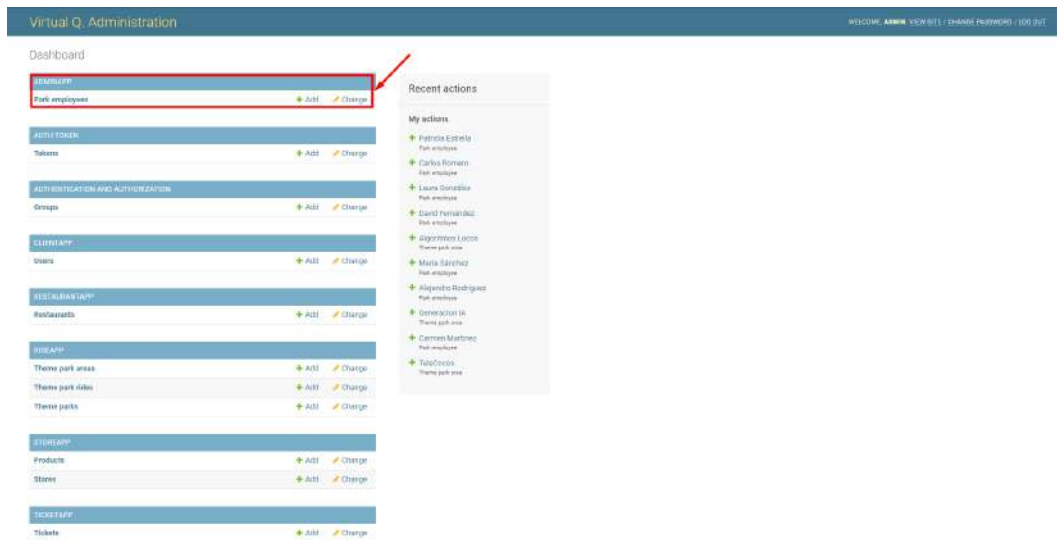 Virtual Q. Administration
WELCOME, ADMIN. VIEW SITE / CHANGE PASSWORD / LOG OUT
Dashboard
ADMINAPP
Park employees + Add Change
AUTH TOKEN
Tokens + Add Change
AUTHENTICATION AND AUTHORIZATION
Groups + Add Change
CLIENTAPP
Users + Add Change
RESTAURANTAPP
Restaurants + Add Change
RIDEAPP
Theme park areas + Add Change
Theme park rides + Add Change
Theme parks + Add Change
STOREAPP
Products + Add Change
Stores + Add Change
TICKETAPP
Tickets + Add Change
Recent actions
My actions
+ Patricia Estrella
Park employee
+ Carlos Romero
Park employee
+ Laura González
Park employee
+ David Fernández
Park employee
+ Algoritmos Locos
Theme park area
+ María Sánchez
Park employee
+ Alejandro Rodríguez
Park employee
+ Generacion IA
Theme park area
+ Carmen Martínez
Park employee
+ TeleCocos
Theme park area